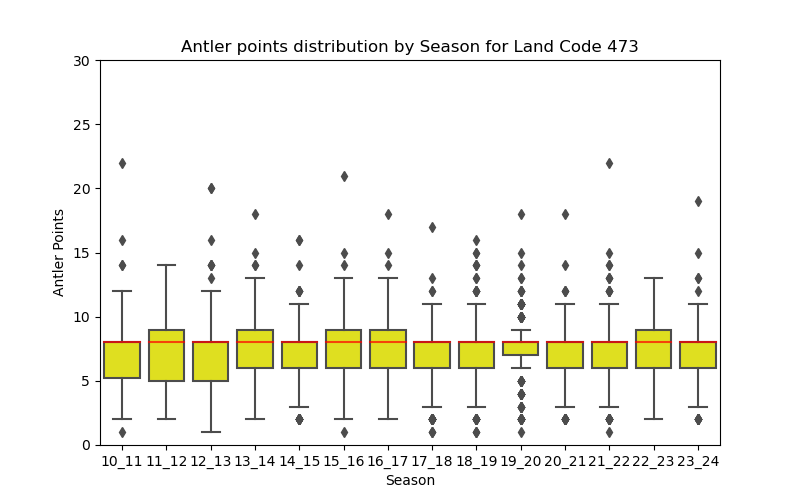 Antler points distribution by Season for Land Code 473
30
25
20
15
10
5
0
Antler Points
10_11 11_12 12_13 13_14 14_15 15_16 16_17 17_18 18_19 19_20 20_21 21_22 22_23 23_24
Season